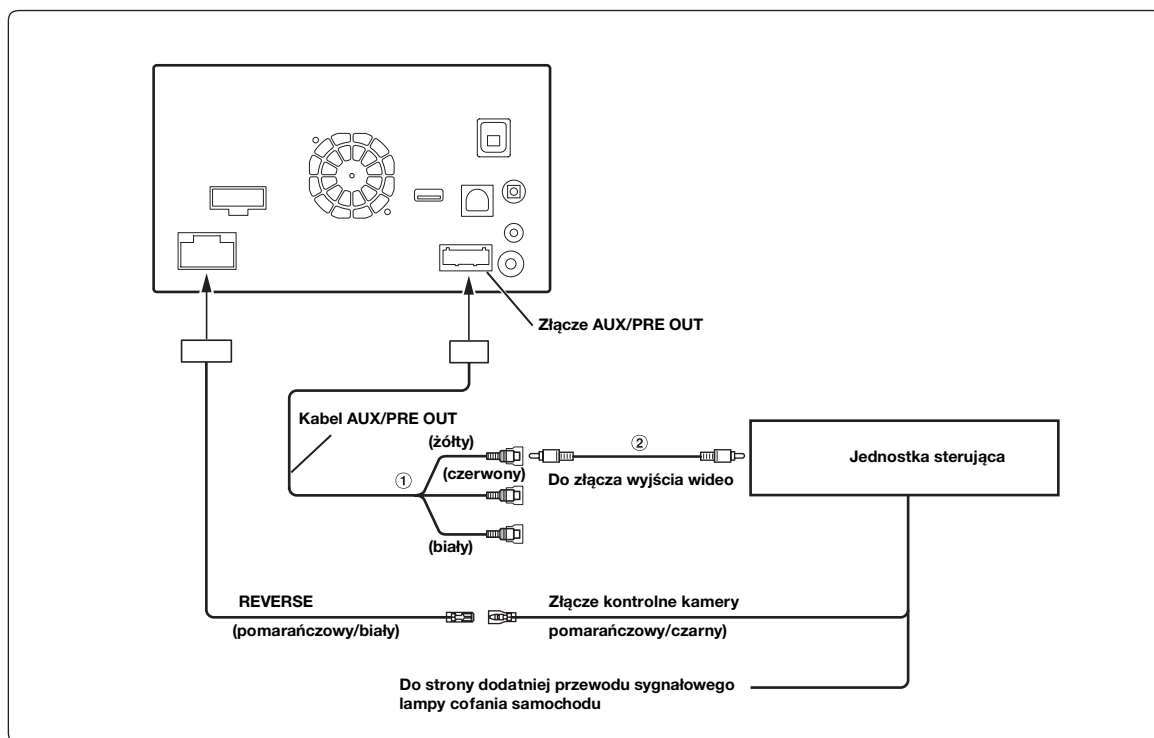 Złącze AUX/PRE OUT
Kabel AUX/PRE OUT
(żółty)
②
Jednostka sterująca
(czerwony)
Do złącza wyjścia wideo
①
(biały)
REVERSE
Złącze kontrolne kamery
(pomarańczowy/biały)
pomarańczowy/czarny)
Do strony dodatniej przewodu sygnałowego
lampy cofania samochodu